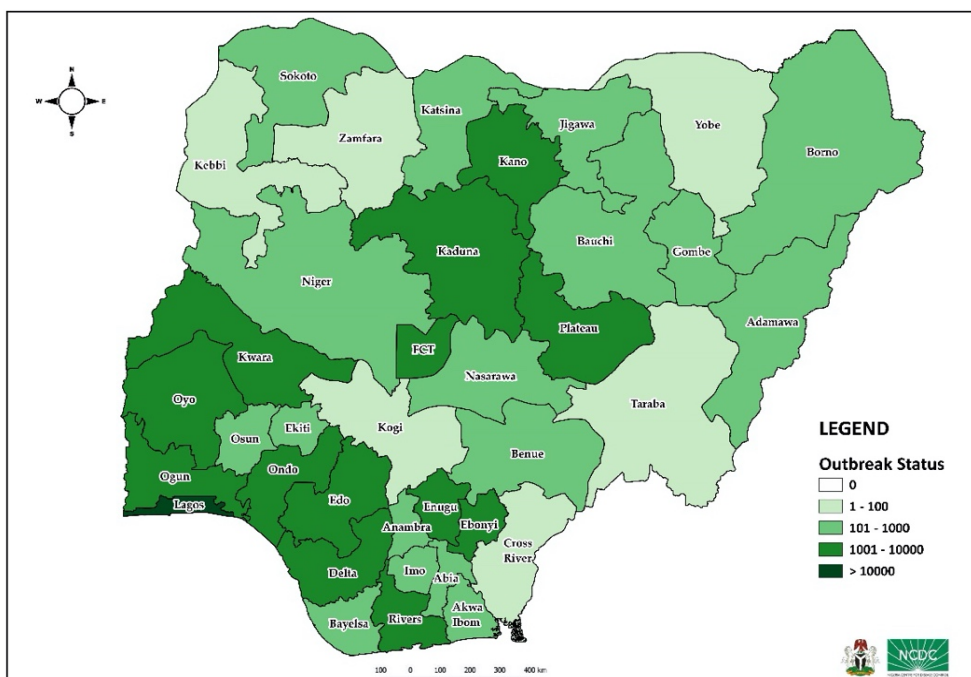 N
W E
S
Sokoto
Katsina
Jigawa
Yobe
Borno
Kebbi
Zamfara
Kano
Kaduna
Bauchi
Gombe
Niger
Adamawa
Plateau
FCT
Kwara
Nasarawa
Taraba
Oyo
Kogi
Osun
Ekiti
Benue
Ogun
Ondo
Lagos
Edo
Enugu
Ebonyi
Anambra
Cross
River
Delta
Imo
Abia
Akwa
Ibom
Bayelsa
Rivers
LEGEND
Outbreak Status
0
1 - 100
101 - 1000
1001 - 10000
> 10000
100 0 100 200 300 400 km
NCDC